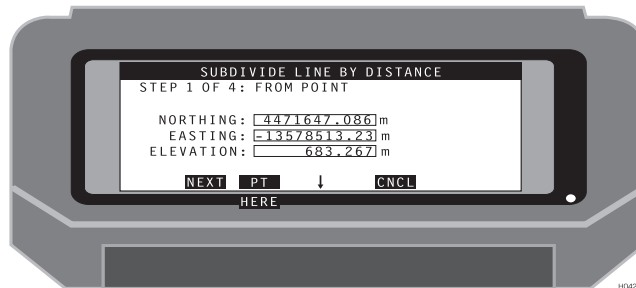 SUBDIVIDE LINE BY DISTANCE
STEP 1 OF 4: FROM POINT
NORTHING: 4471647.086 m
EASTING: -13578513.23 m
ELEVATION: 683.267 m
NEXT PT ↓ CNCL
HERE
H042